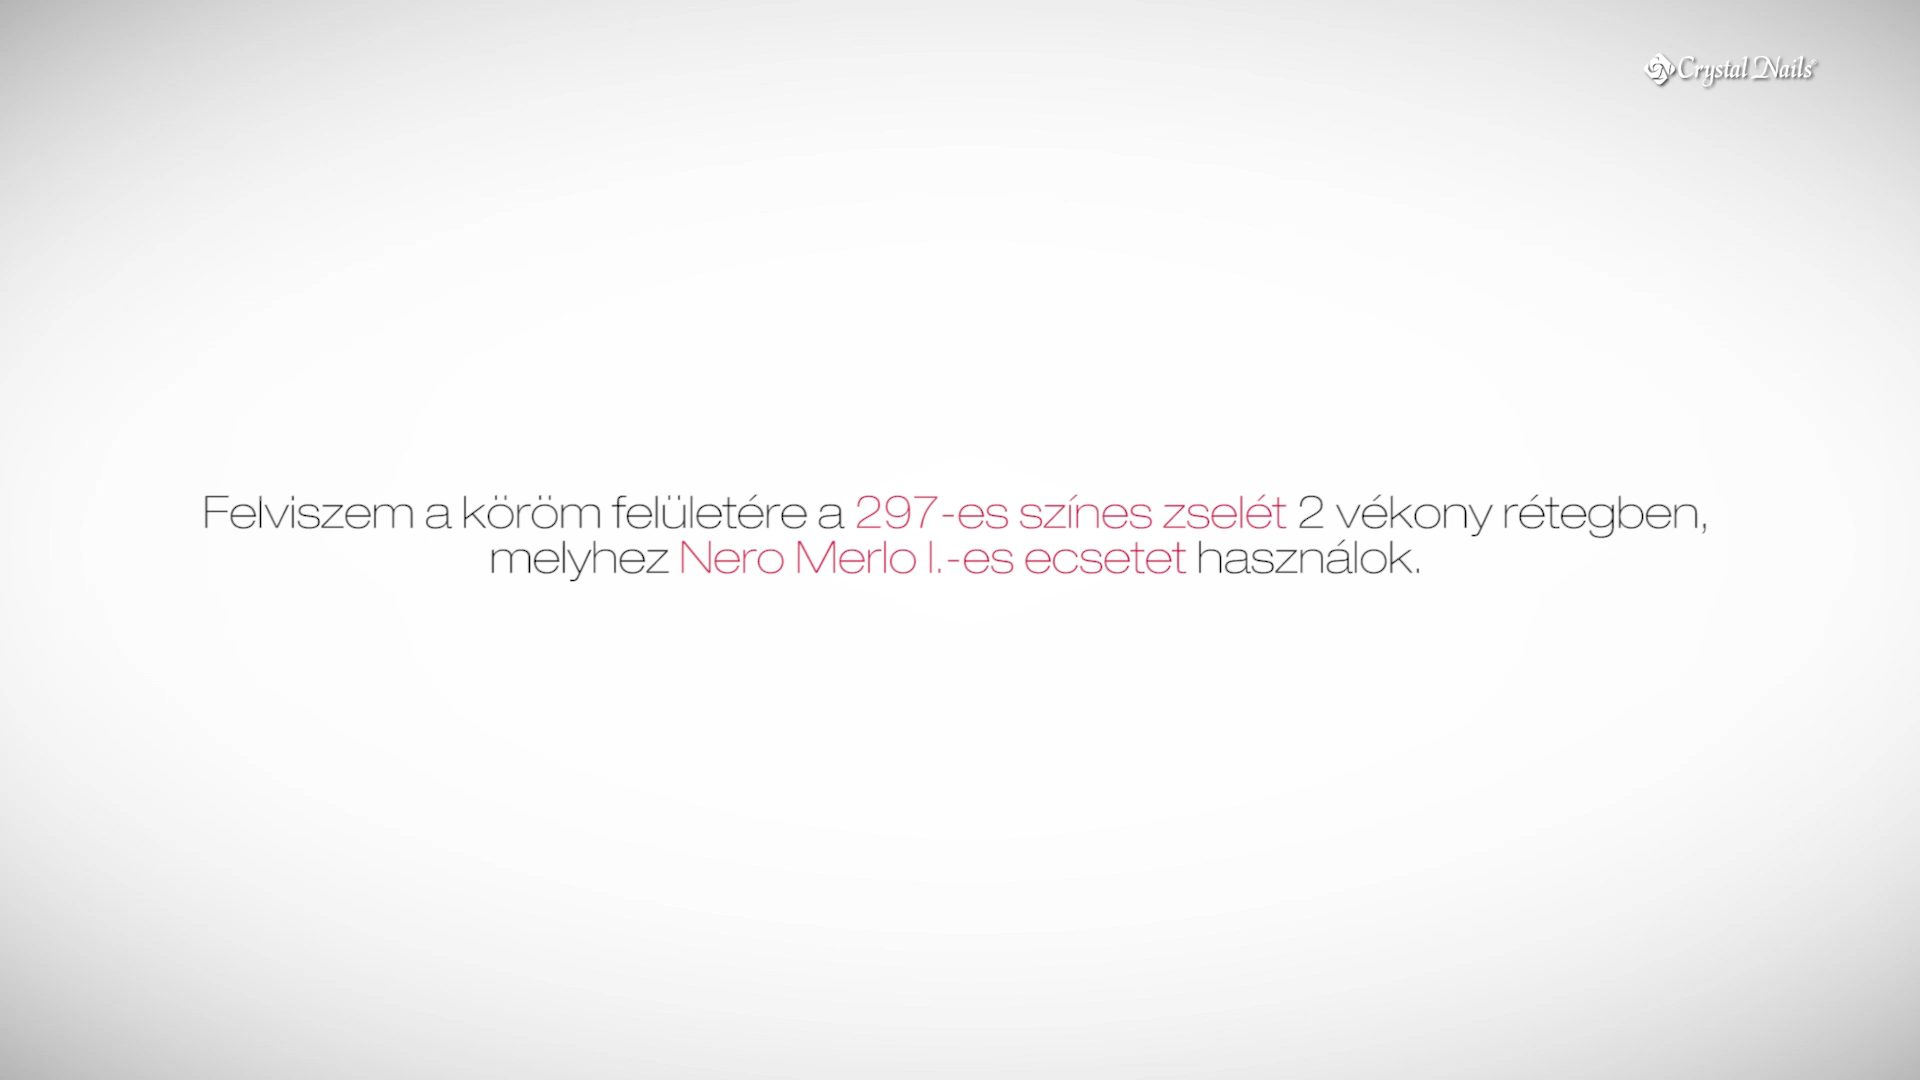 Crystal Nails
Felviszem a köröm felületére a 297-es színes zselét 2 vékony rétegben,
melyhez Nero Merlo I.-es ecsetet használok.